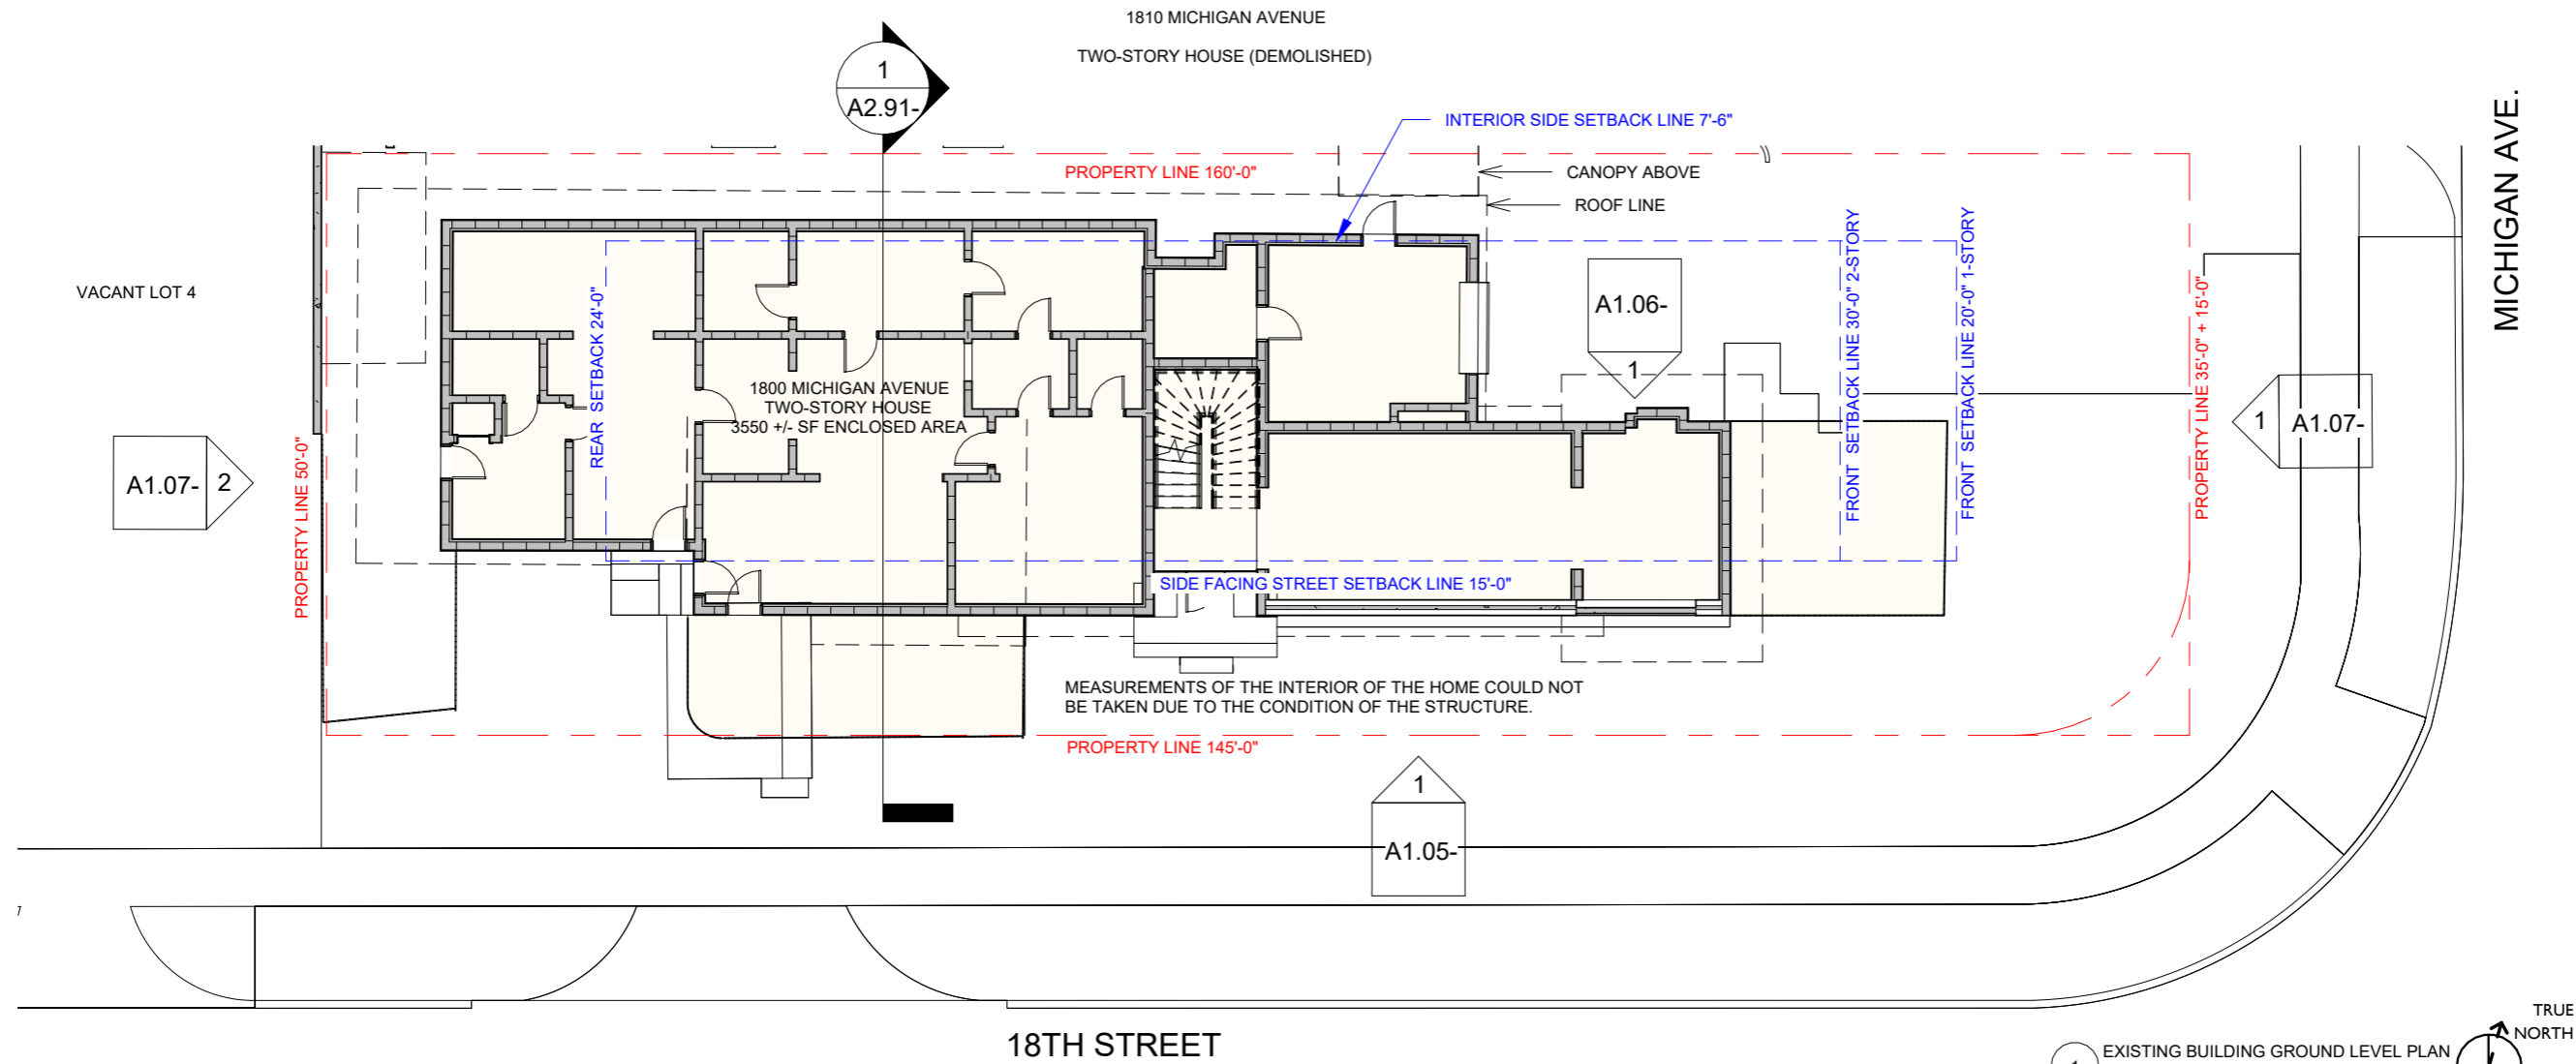 1810 MICHIGAN AVENUE
TWO-STORY HOUSE (DEMOLISHED)
1
A2.91-
MICHIGAN AVE.
INTERIOR SIDE SETBACK LINE 7'-6"
PROPERTY LINE 160'-0"
CANOPY ABOVE
ROOF LINE
VACANT LOT 4
REAR SETBACK 24'-0"
FRONT SETBACK LINE 30'-0" 2-STORY
FRONT SETBACK LINE 20'-0" 1-STORY
PROPERTY LINE 35'-0" + 15'-0"
A1.06-
1
1800 MICHIGAN AVENUE
TWO-STORY HOUSE
3550 +/- SF ENCLOSED AREA
1
A1.07-
A1.07-
2
PROPERTY LINE 50'-0"
SIDE FACING STREET SETBACK LINE 15'-0"
MEASUREMENTS OF THE INTERIOR OF THE HOME COULD NOT
BE TAKEN DUE TO THE CONDITION OF THE STRUCTURE.
PROPERTY LINE 145'-0"
1
A1.05-
18TH STREET
TRUE
NORTH
EXISTING BUILDING GROUND LEVEL PLAN